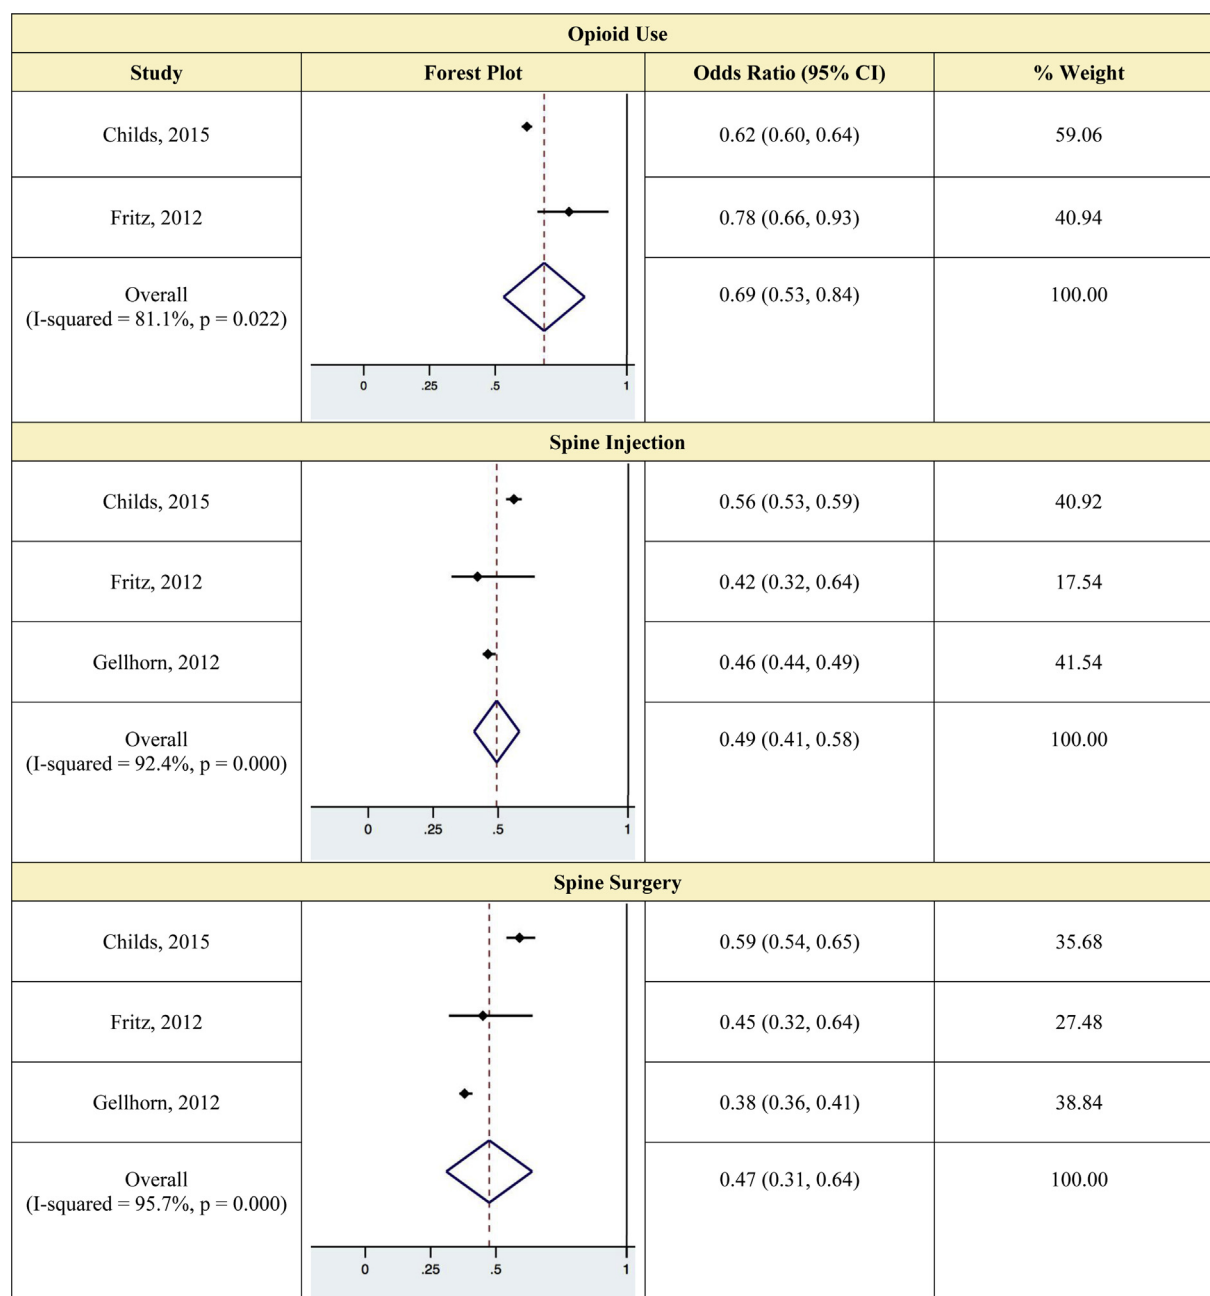 Opioid Use
Study Forest Plot Odds Ratio (95% CI) % Weight
Childs, 2015 0.62 (0.60, 0.64) 59.06
Fritz, 2012 0.78 (0.66, 0.93) 40.94
Overall 0.69 (0.53, 0.84) 100.00
(I-squared = 81.1%, p = 0.022)
0 .25 .5 1
Spine Injection
Childs, 2015 0.56 (0.53, 0.59) 40.92
Fritz, 2012 0.42 (0.32, 0.64) 17.54
Gellhorn, 2012 0.46 (0.44, 0.49) 41.54
Overall 0.49 (0.41, 0.58) 100.00
(I-squared = 92.4%, p = 0.000)
0 .25 .5 1
Spine Surgery
Childs, 2015 0.59 (0.54, 0.65) 35.68
Fritz, 2012 0.45 (0.32, 0.64) 27.48
Gellhorn, 2012 0.38 (0.36, 0.41) 38.84
Overall 0.47 (0.31, 0.64) 100.00
(I-squared = 95.7%, p = 0.000)
0 .25 .5 1